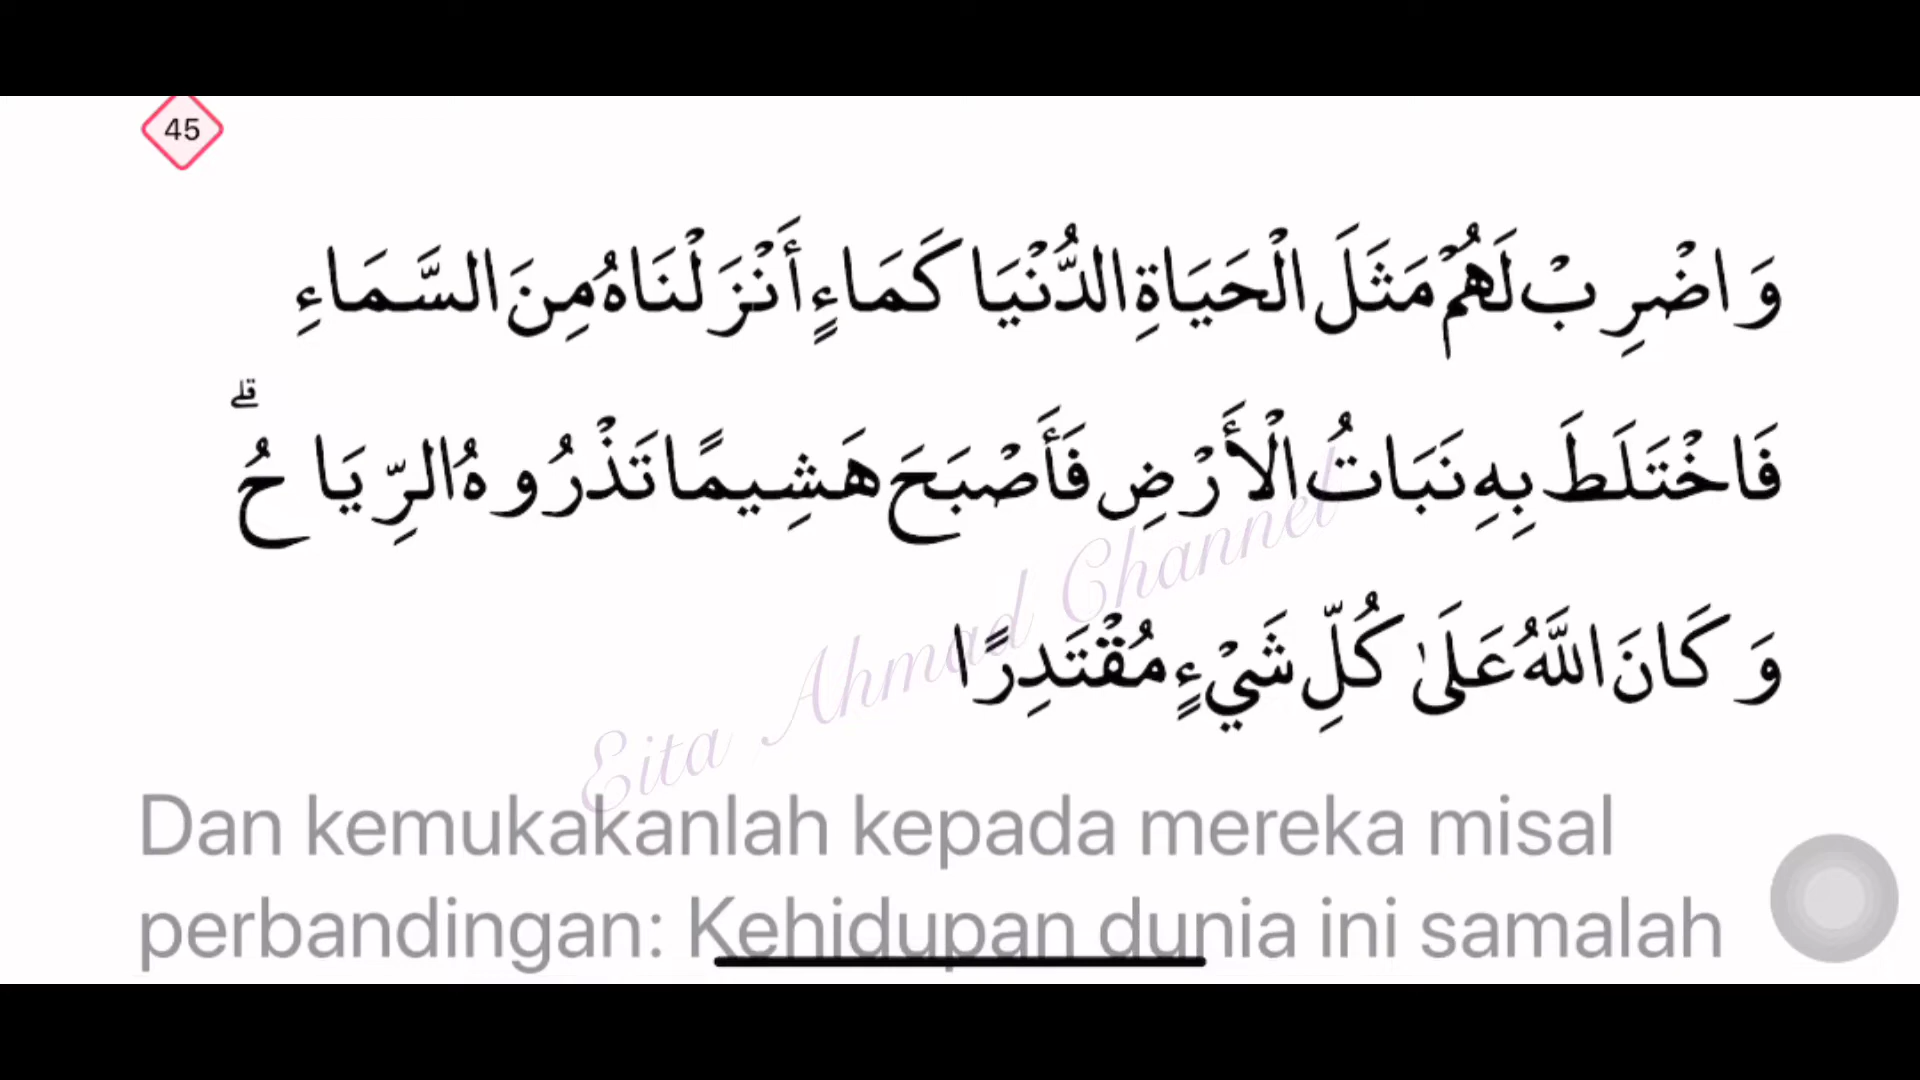 45
وَاضْرِبْ لَهُمْ مَثَلَ الْحَيَاةِ الدُّنْيَا كَمَاءٍ أَنْزَلْنَاهُ مِنَ السَّمَاءِ
فَاخْتَلَطَ بِهِ نَبَاتُ الْأَرْضِ فَأَصْبَحَ هَشِيمًا تَذْرُوهُ الرِّيَاحُ ۗ
وَكَانَ اللَّهُ عَلَىٰ كُلِّ شَيْءٍ مُقْتَدِرًا
Eita Ahmad Channel
Dan kemukakanlah kepada mereka misal
perbandingan: Kehidupan dunia ini samalah